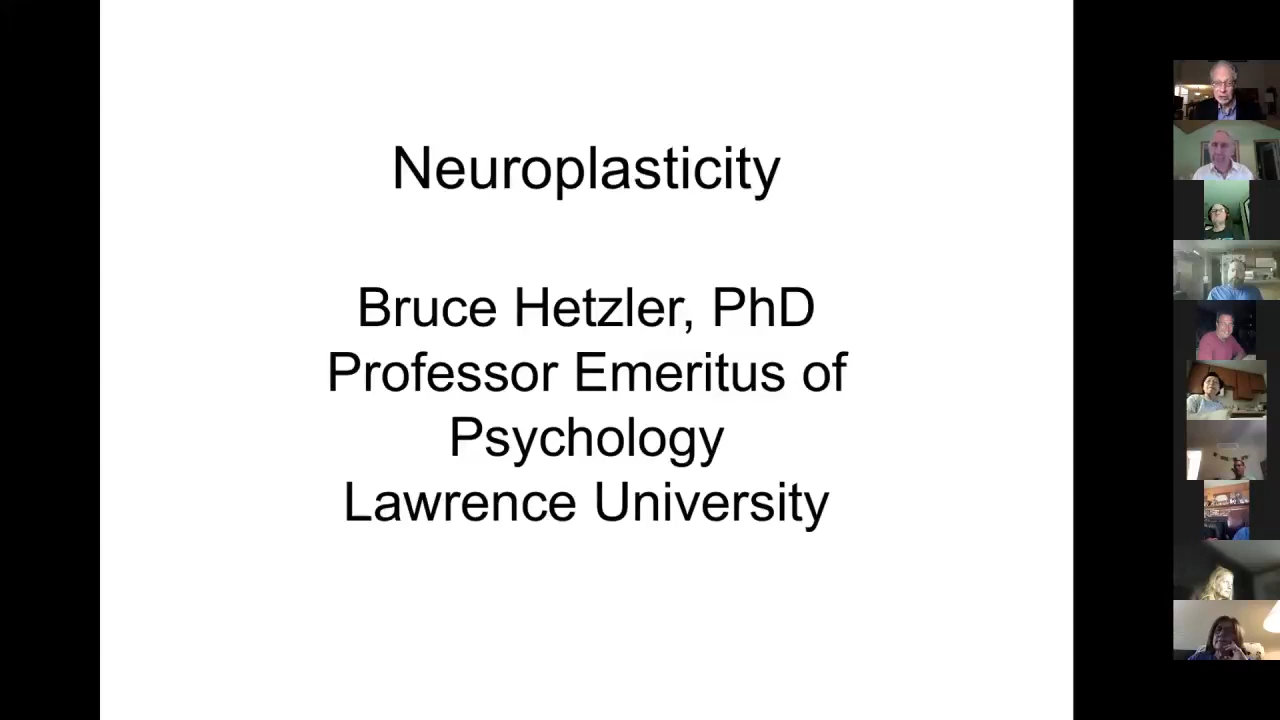 Neuroplasticity
Bruce Hetzler, PhD
Professor Emeritus of
Psychology
Lawrence University